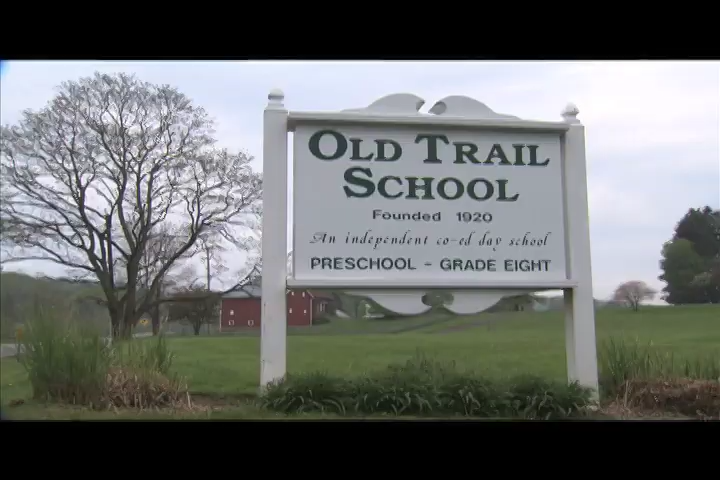 OLD TRAIL
SCHOOL
Founded 1920
An independent co-ed day school
PRESCHOOL - GRADE EIGHT